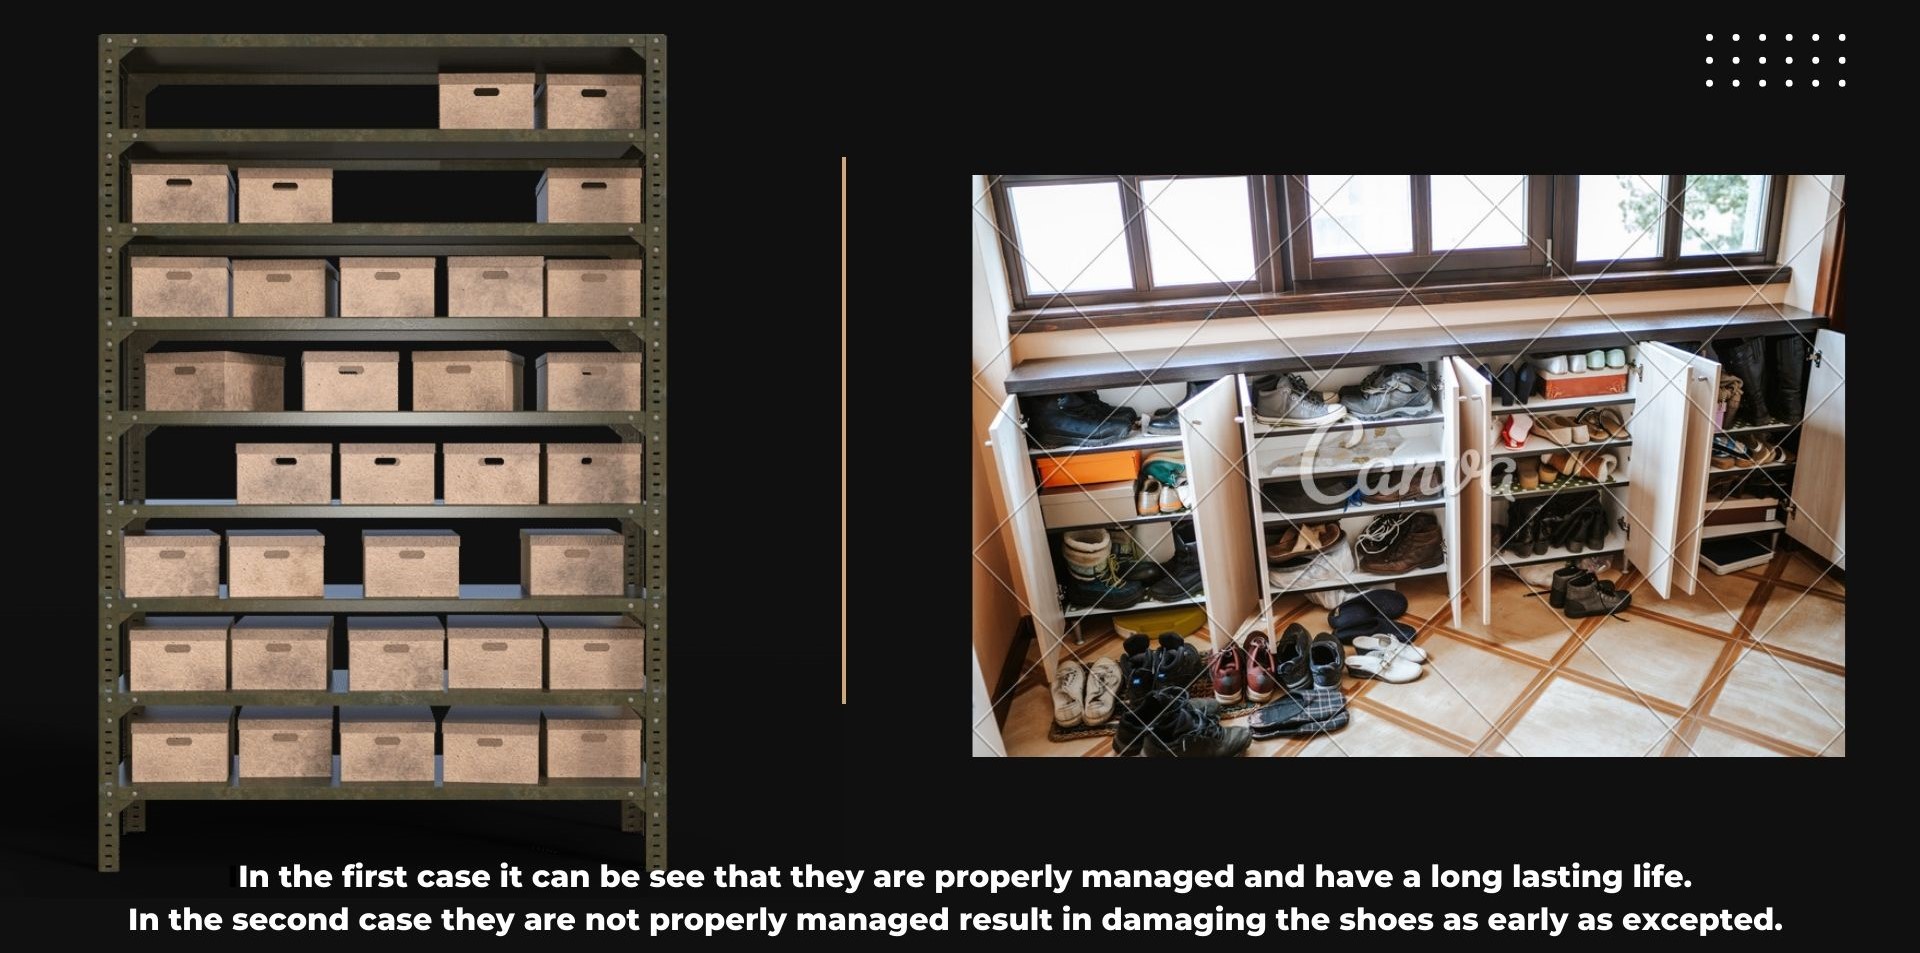 Canva
In the first case it can be see that they are properly managed and have a long lasting life.
In the second case they are not properly managed result in damaging the shoes as early as excepted.